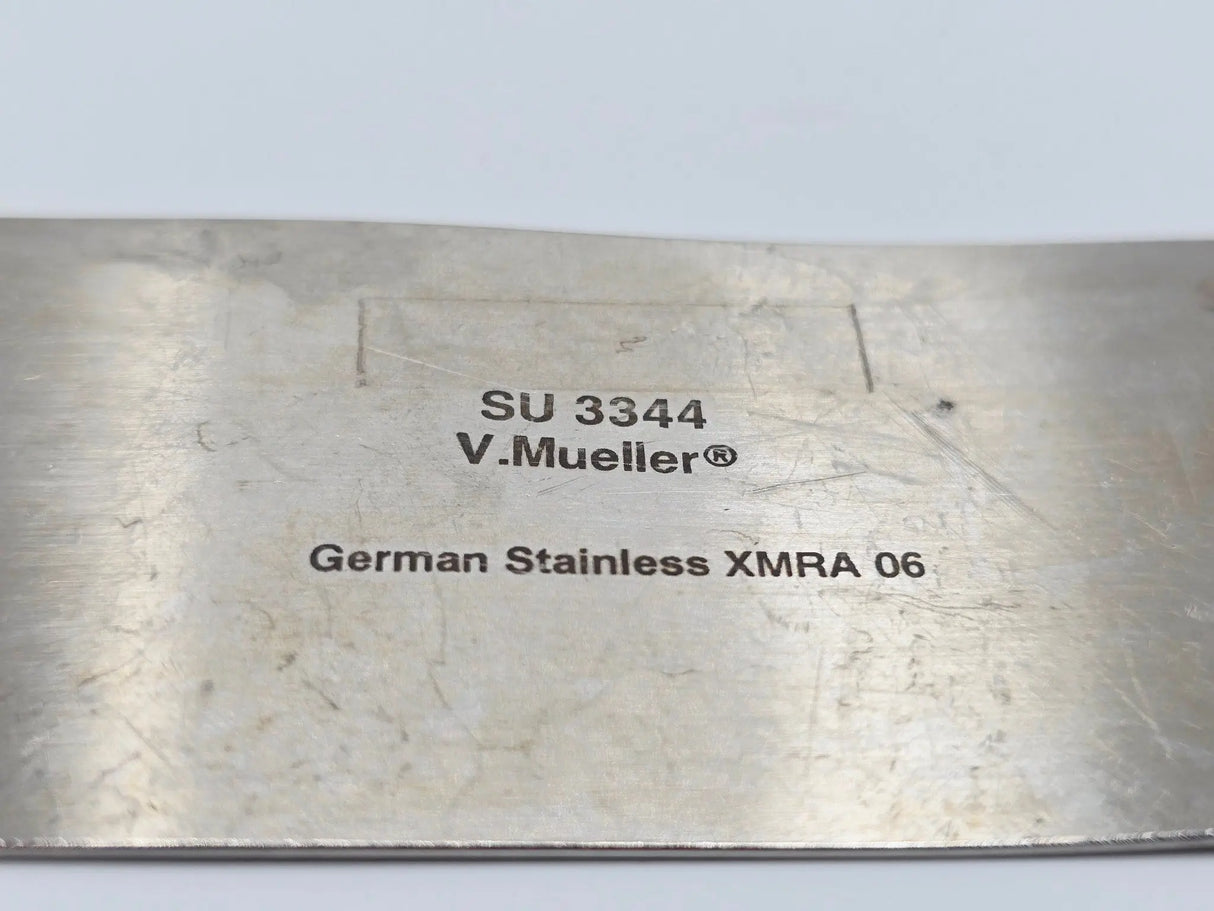 SU 3344
V.Mueller®
German Stainless XMRA 06